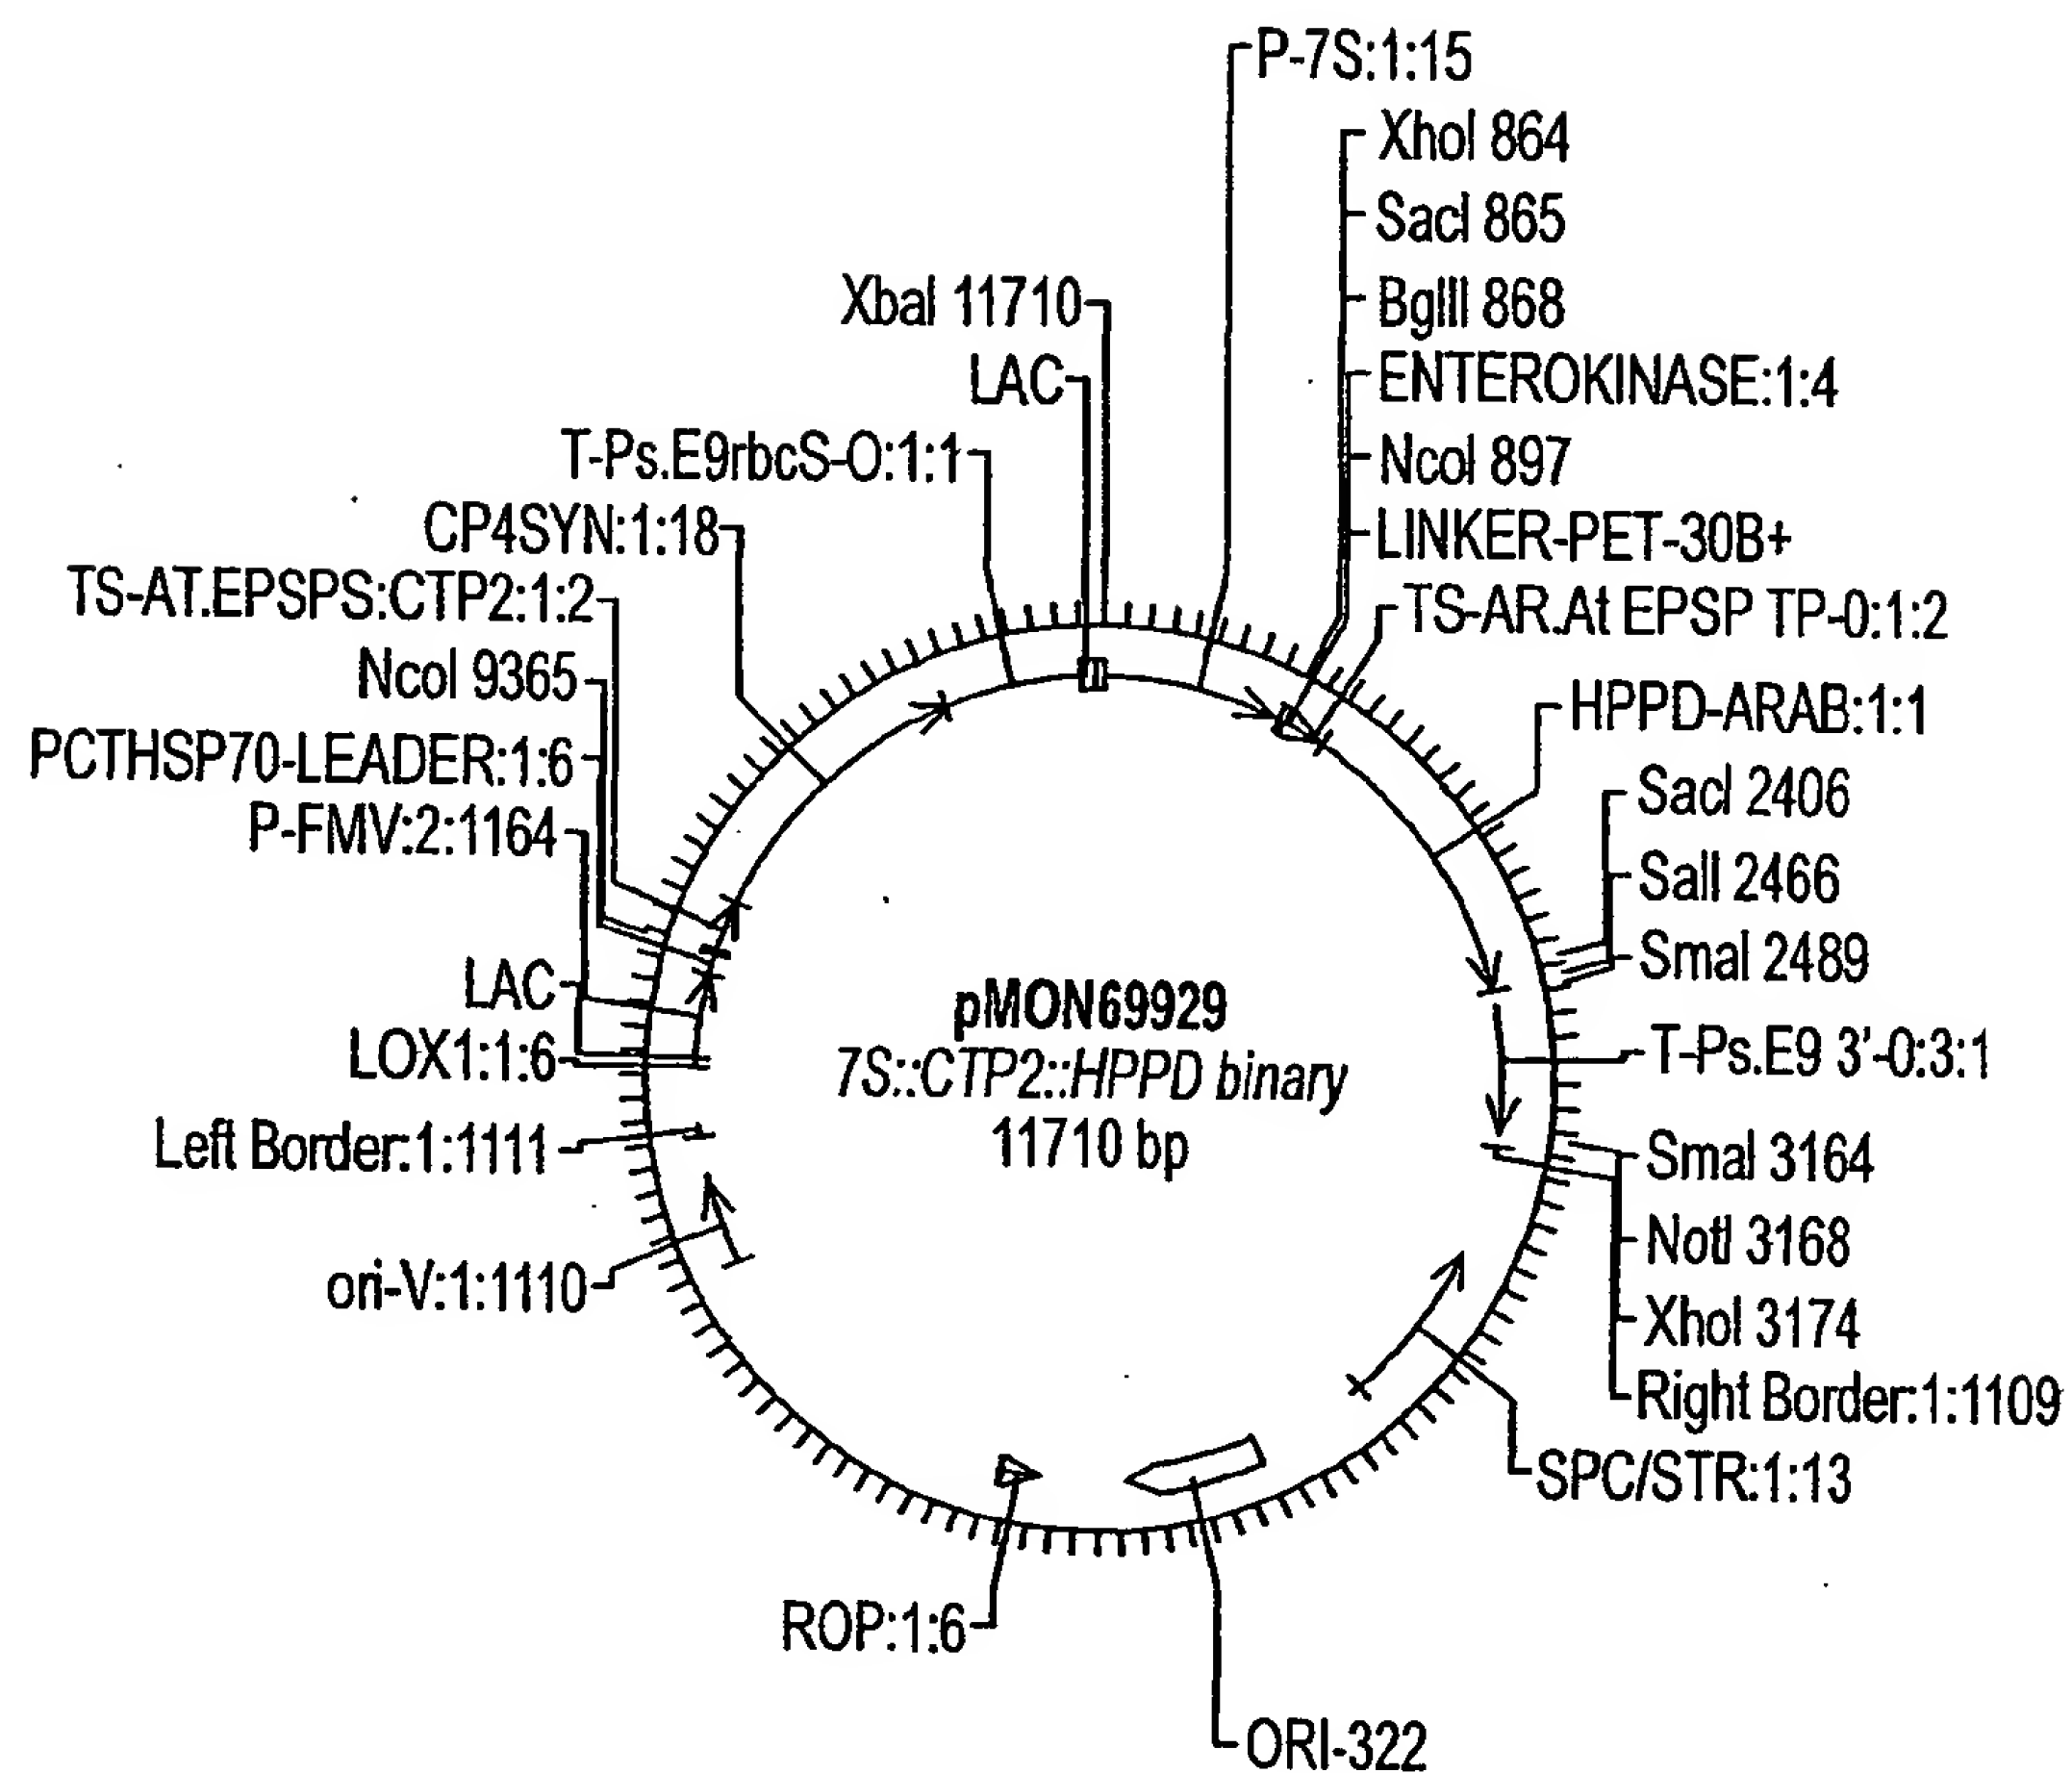 P-7S:1:15
XhoI 864
SacI 865
BglII 868
ENTEROKINASE:1:4
NcoI 897
LINKER-PET-30B+
TS-AR.At EPSP TP-0:1:2
HPPD-ARAB:1:1
SacI 2406
SalI 2466
SmaI 2489
T-Ps.E9 3'-0:3:1
SmaI 3164
NotI 3168
XhoI 3174
Right Border:1:1109
SPC/STR:1:13
ORI-322
ROP:1:6
ori-V:1:1110
Left Border:1:1111
LOX1:1:6
LAC
P-FMV:2:1164
PCTHSP70-LEADER:1:6
NcoI 9365
TS-AT.EPSPS:CTP2:1:2
CP4SYN:1:18
T-Ps.E9rbcS-O:1:1
LAC
XbaI 11710
pMON69929
7S::CTP2::HPPD binary
11710 bp